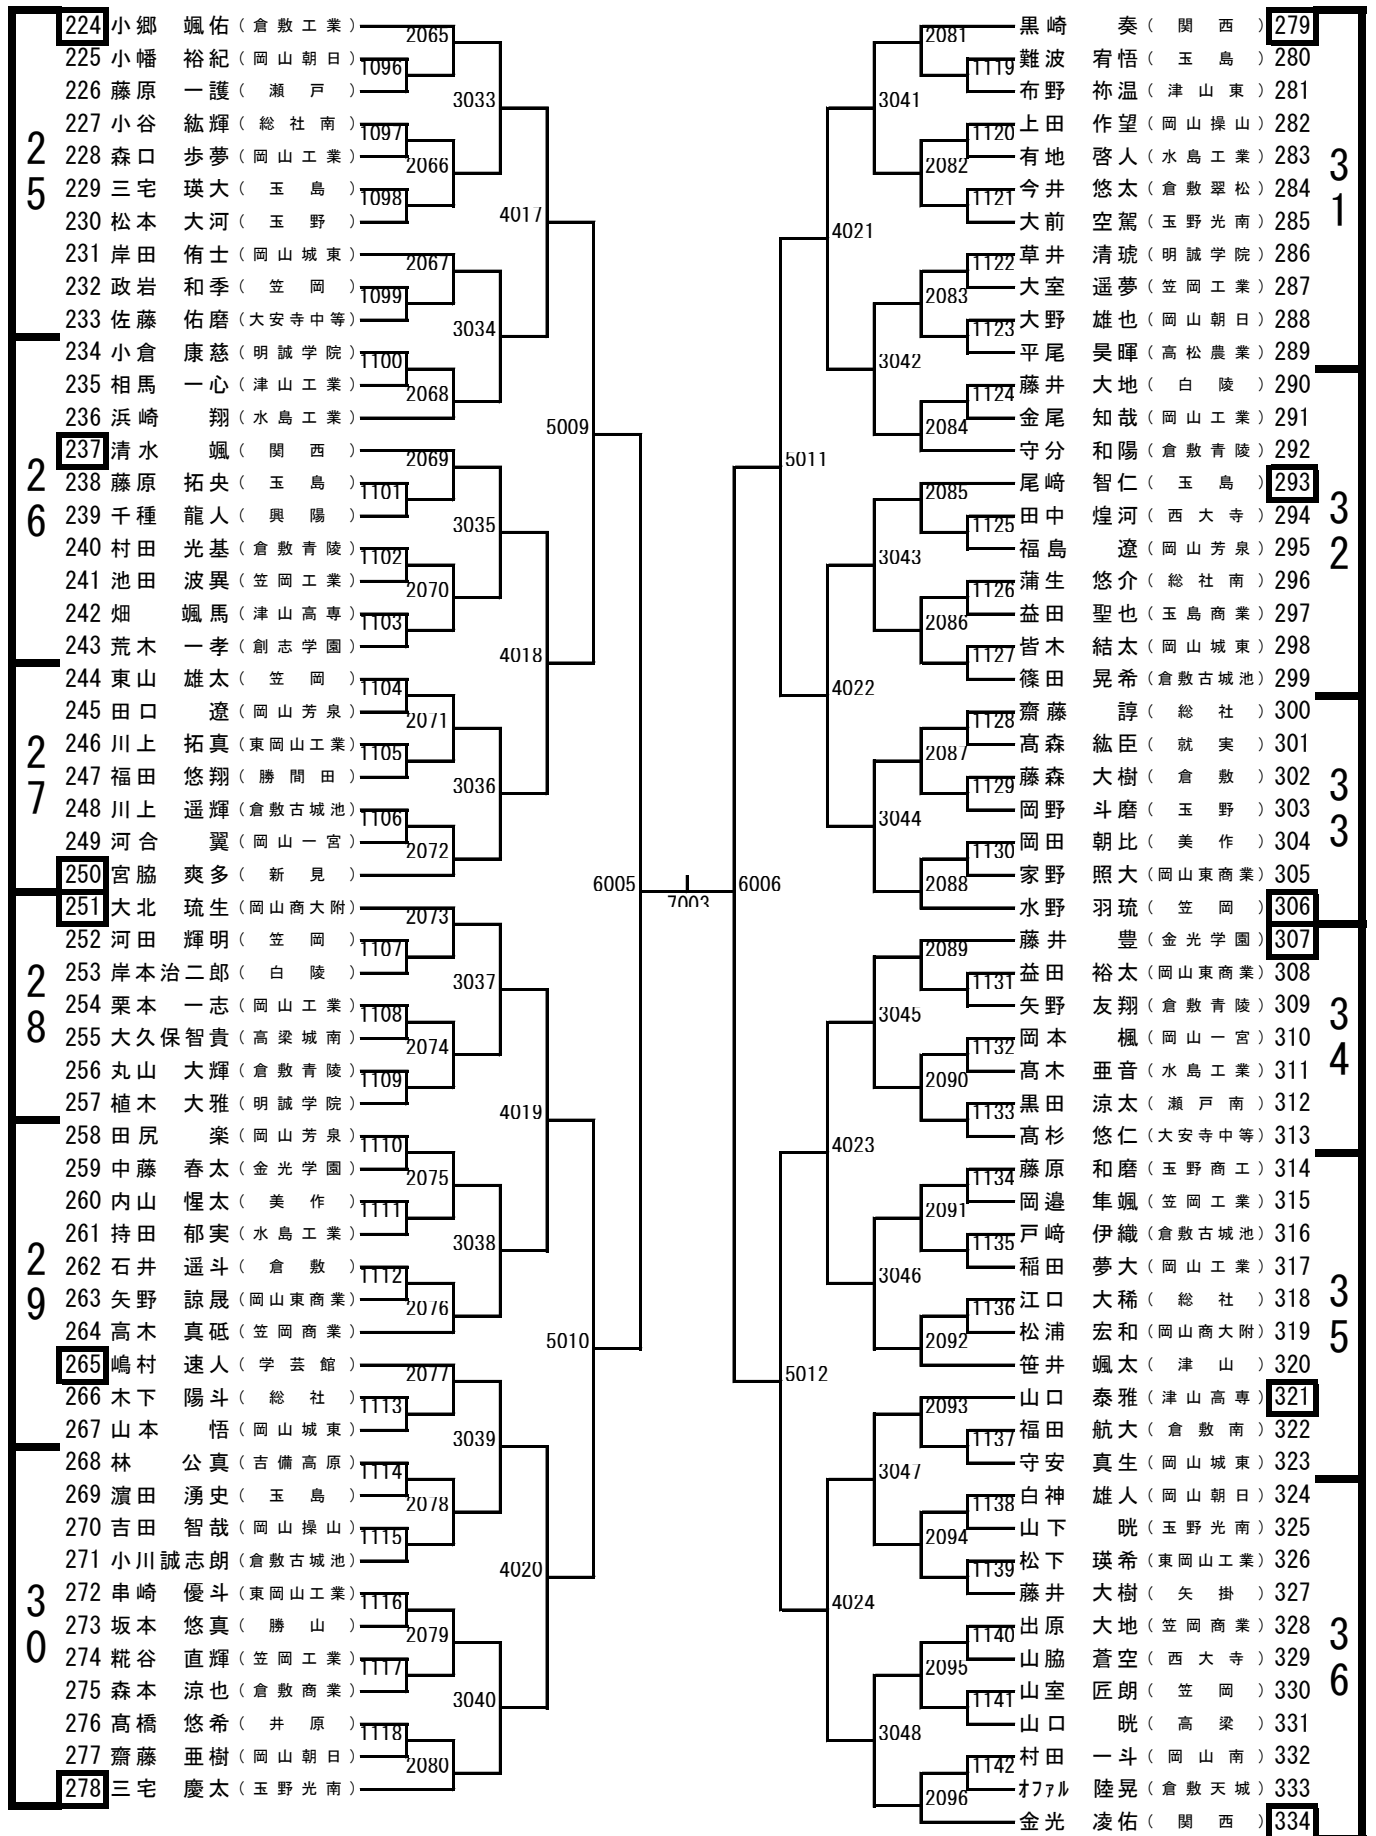 224 小郷 颯佑 (倉敷工業)
225 小幡 裕紀 (岡山朝日)
226 藤原 一護 (瀬戸)
227 小谷 紘輝 (総社南)
228 森口 歩夢 (岡山工業)
229 三宅 瑛大 (玉島)
230 松本 大河 (玉野)
231 岸田 侑士 (岡山城東)
232 政岩 和季 (笠岡)
233 佐藤 佑磨 (大安寺中等)
234 小倉 康慈 (明誠学院)
235 相馬 一心 (津山工業)
236 浜崎 翔 (水島工業)
237 清水 颯 (関西)
238 藤原 拓央 (玉島)
239 千種 龍人 (興陽)
240 村田 光基 (倉敷青陵)
241 池田 波異 (笠岡工業)
242 畑 颯馬 (津山高専)
243 荒木 一孝 (創志学園)
244 東山 雄太 (笠岡)
245 田口 遼 (岡山芳泉)
246 川上 拓真 (東岡山工業)
247 福田 悠翔 (勝間田)
248 川上 遥輝 (倉敷古城池)
249 河合 翼 (岡山一宮)
250 宮脇 爽多 (新見)
251 大北 琉生 (岡山商大附)
252 河田 輝明 (笠岡)
253 岸本治二郎 (白陵)
254 栗本 一志 (岡山工業)
255 大久保智貴 (高梁城南)
256 丸山 大輝 (倉敷青陵)
257 植木 大雅 (明誠学院)
258 田尻 楽 (岡山芳泉)
259 中藤 春太 (金光学園)
260 内山 惺太 (美作)
261 持田 郁実 (水島工業)
262 石井 遥斗 (倉敷)
263 矢野 諒晟 (岡山東商業)
264 高木 真砥 (笠岡商業)
265 嶋村 速人 (学芸館)
266 木下 陽斗 (総社)
267 山本 悟 (岡山城東)
268 林 公真 (吉備高原)
269 濵田 湧史 (玉島)
270 吉田 智哉 (岡山操山)
271 小川誠志朗 (倉敷古城池)
272 串崎 優斗 (東岡山工業)
273 坂本 悠真 (勝山)
274 糀谷 直輝 (笠岡工業)
275 森本 涼也 (倉敷商業)
276 髙橋 悠希 (井原)
277 齋藤 亜樹 (岡山朝日)
278 三宅 慶太 (玉野光南)
25
26
27
28
29
30
1096
1097
1098
1099
1100
1101
1102
1103
1104
1105
1106
1107
1108
1109
1110
1111
1112
1113
1114
1115
1116
1117
1118
2065
2066
2067
2068
2069
2070
2071
2072
2073
2074
2075
2076
2077
2078
2079
2080
3033
3034
3035
3036
3037
3038
3039
3040
4017
4018
4019
4020
5009
5010
6005
7003
6006
5011
5012
4021
4022
4023
4024
3041
3042
3043
3044
3045
3046
3047
3048
2081
2082
2083
2084
2085
2086
2087
2088
2089
2090
2091
2092
2093
2094
2095
2096
1119
1120
1121
1122
1123
1124
1125
1126
1127
1128
1129
1130
1131
1132
1133
1134
1135
1136
1137
1138
1139
1140
1141
1142
黒崎 奏 (関西) 279
難波 宥悟 (玉島) 280
布野 祢温 (津山東) 281
上田 作望 (岡山操山) 282
有地 啓人 (水島工業) 283
今井 悠太 (倉敷翠松) 284
大前 空駕 (玉野光南) 285
草井 清琥 (明誠学院) 286
大室 遥夢 (笠岡工業) 287
大野 雄也 (岡山朝日) 288
平尾 昊暉 (高松農業) 289
藤井 大地 (白陵) 290
金尾 知哉 (岡山工業) 291
守分 和陽 (倉敷青陵) 292
尾﨑 智仁 (玉島) 293
田中 煌河 (西大寺) 294
福島 遼 (岡山芳泉) 295
蒲生 悠介 (総社南) 296
益田 聖也 (玉島商業) 297
皆木 結太 (岡山城東) 298
篠田 晃希 (倉敷古城池) 299
齋藤 諄 (総社) 300
髙森 紘臣 (就実) 301
藤森 大樹 (倉敷) 302
岡野 斗磨 (玉野) 303
岡田 朝比 (美作) 304
家野 照大 (岡山東商業) 305
水野 羽琉 (笠岡) 306
藤井 豊 (金光学園) 307
益田 裕太 (岡山東商業) 308
矢野 友翔 (倉敷青陵) 309
岡本 楓 (岡山一宮) 310
髙木 亜音 (水島工業) 311
黒田 涼太 (瀬戸南) 312
髙杉 悠仁 (大安寺中等) 313
藤原 和磨 (玉野商工) 314
岡邉 隼颯 (笠岡工業) 315
戸﨑 伊織 (倉敷古城池) 316
稲田 夢大 (岡山工業) 317
江口 大稀 (総社) 318
松浦 宏和 (岡山商大附) 319
笹井 颯太 (津山) 320
山口 泰雅 (津山高専) 321
福田 航大 (倉敷南) 322
守安 真生 (岡山城東) 323
白神 雄人 (岡山朝日) 324
山下 晄 (玉野光南) 325
松下 瑛希 (東岡山工業) 326
藤井 大樹 (矢掛) 327
出原 大地 (笠岡商業) 328
山脇 蒼空 (西大寺) 329
山室 匠朗 (笠岡) 330
山口 晄 (高梁) 331
村田 一斗 (岡山南) 332
オファル 陸晃 (倉敷天城) 333
金光 凌佑 (関西) 334
31
32
33
34
35
36